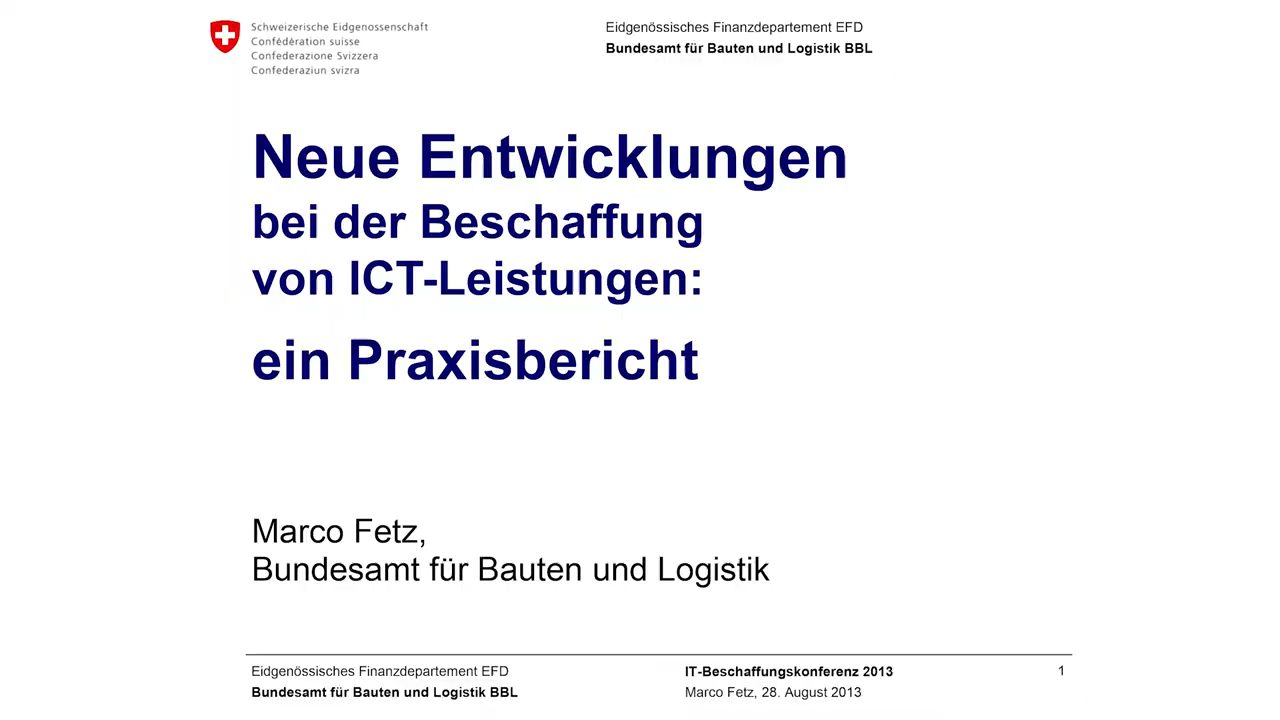 Schweizerische Eidgenossenschaft
Confédération suisse
Confederazione Svizzera
Confederaziun svizra
Eidgenössisches Finanzdepartement EFD
Bundesamt für Bauten und Logistik BBL
Neue Entwicklungen
bei der Beschaffung
von ICT-Leistungen:
ein Praxisbericht
Marco Fetz,
Bundesamt für Bauten und Logistik
Eidgenössisches Finanzdepartement EFD
Bundesamt für Bauten und Logistik BBL
IT-Beschaffungskonferenz 2013
Marco Fetz, 28. August 2013
1